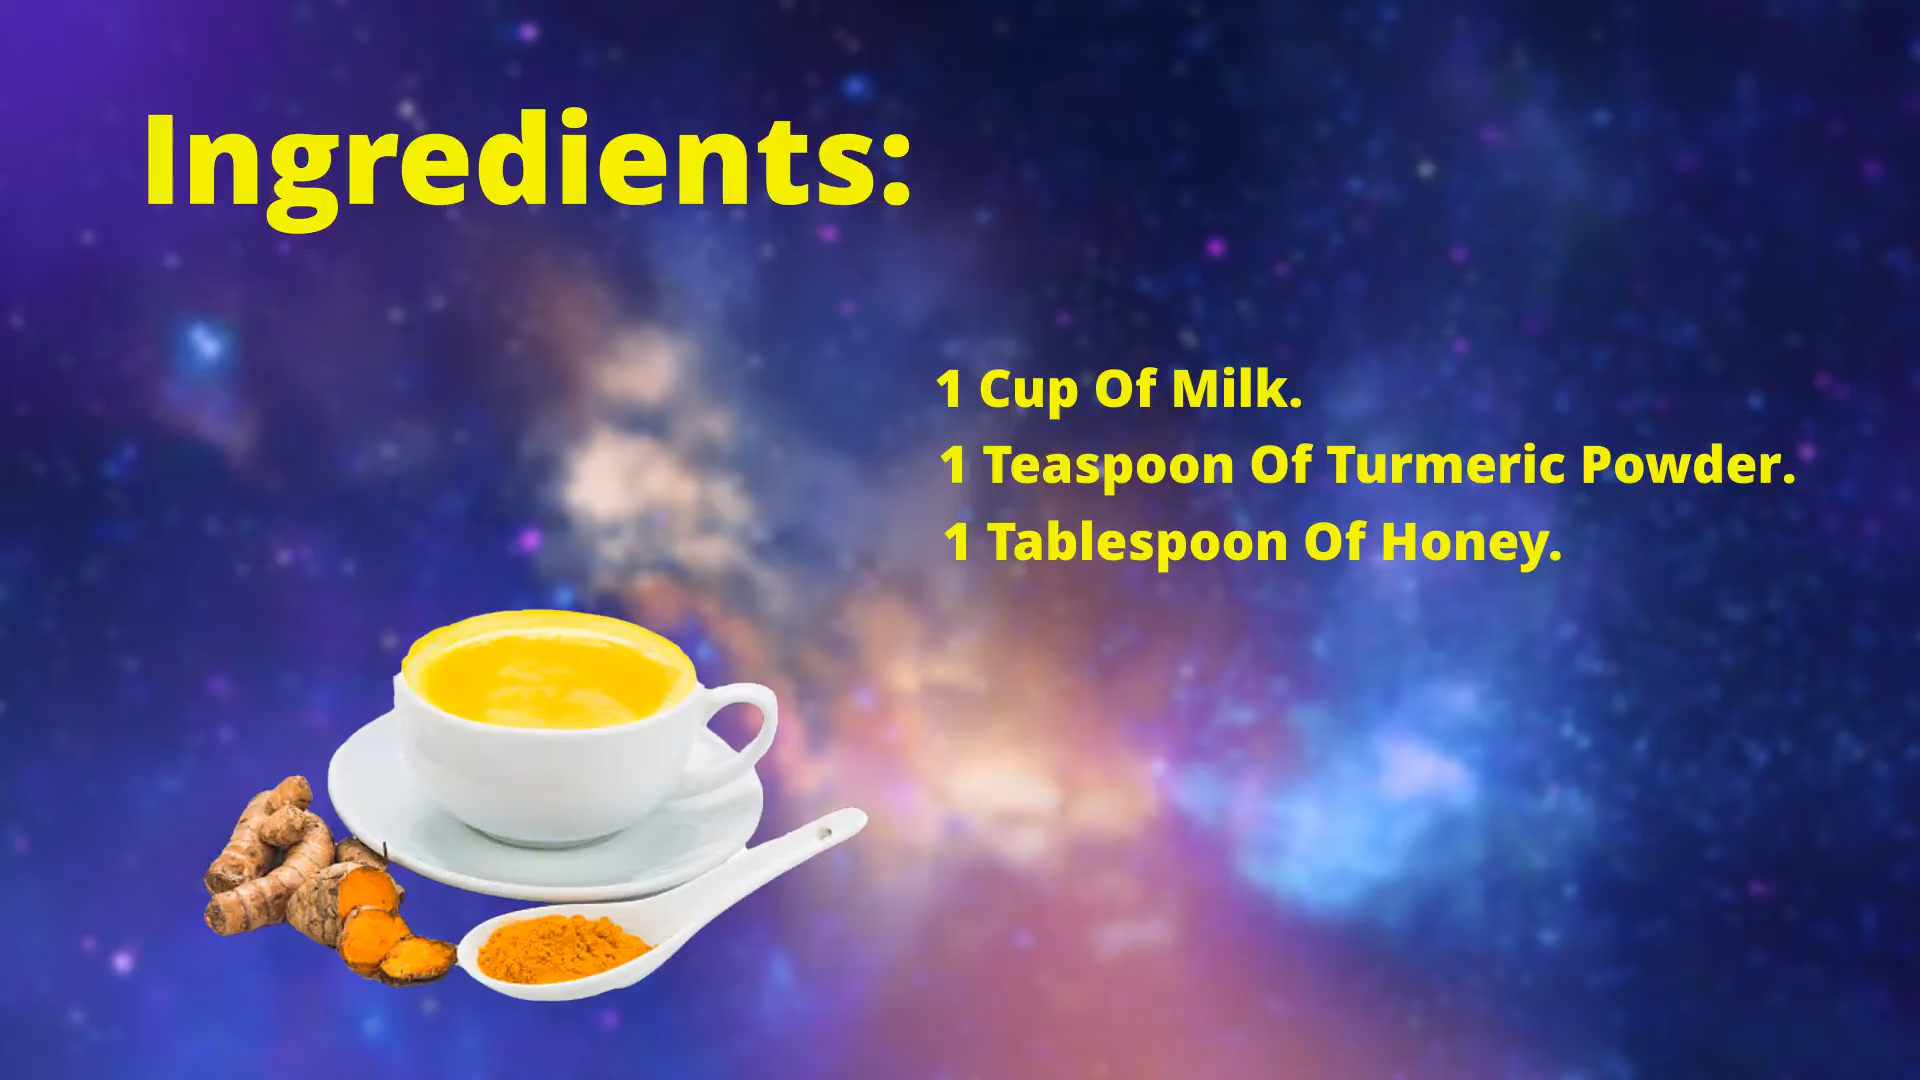 Ingredients:
1 Cup Of Milk.
1 Teaspoon Of Turmeric Powder.
1 Tablespoon Of Honey.